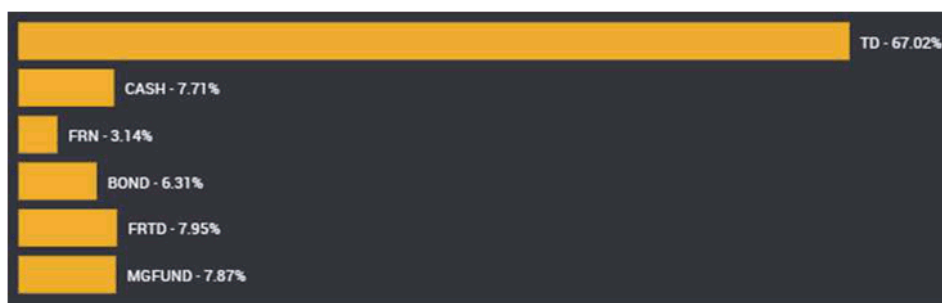 TD - 67.02%
CASH - 7.71%
FRN - 3.14%
BOND - 6.31%
FRTD - 7.95%
MGFUND - 7.87%